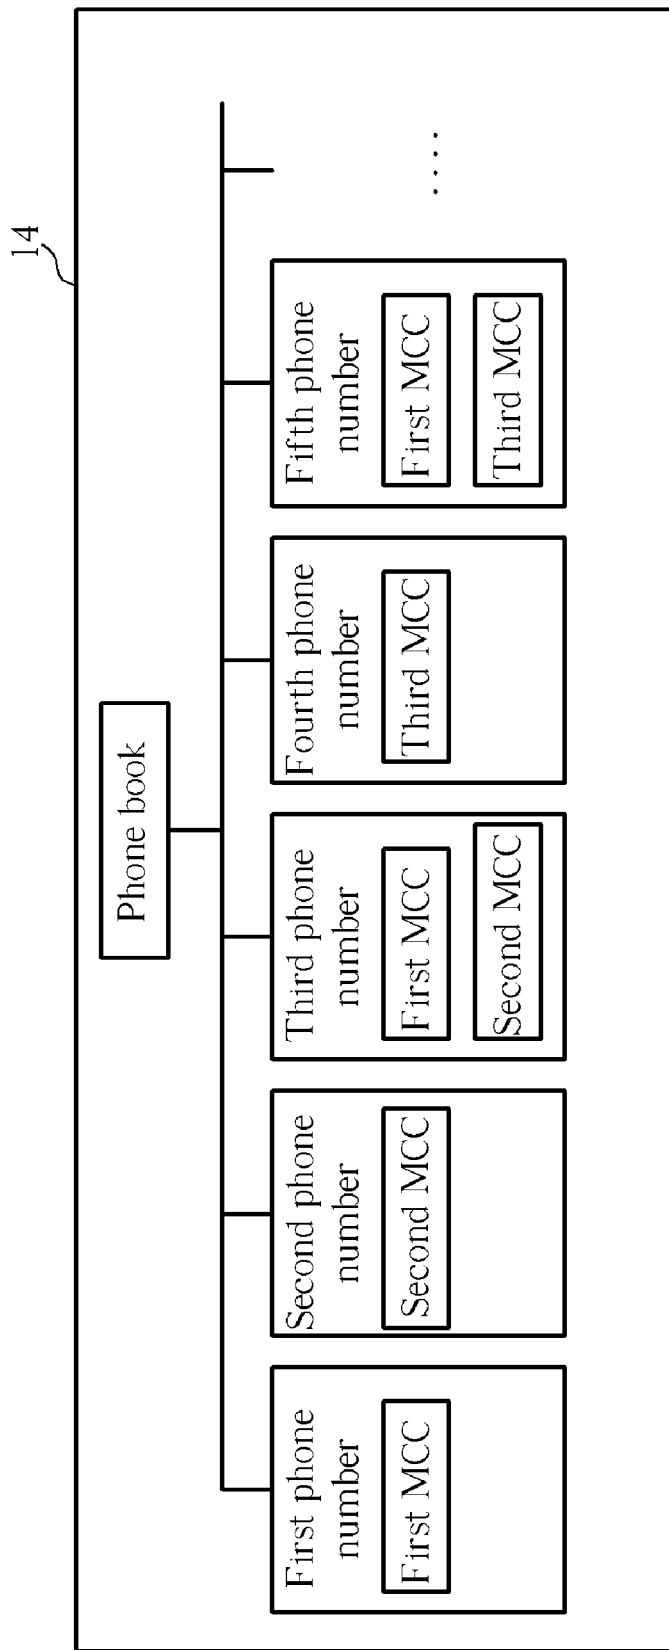 14
Phone book
First phone
number
First MCC
Second phone
number
Second MCC
Third phone
number
First MCC
Second MCC
Fourth phone
number
Third MCC
Fifth phone
number
First MCC
Third MCC
....